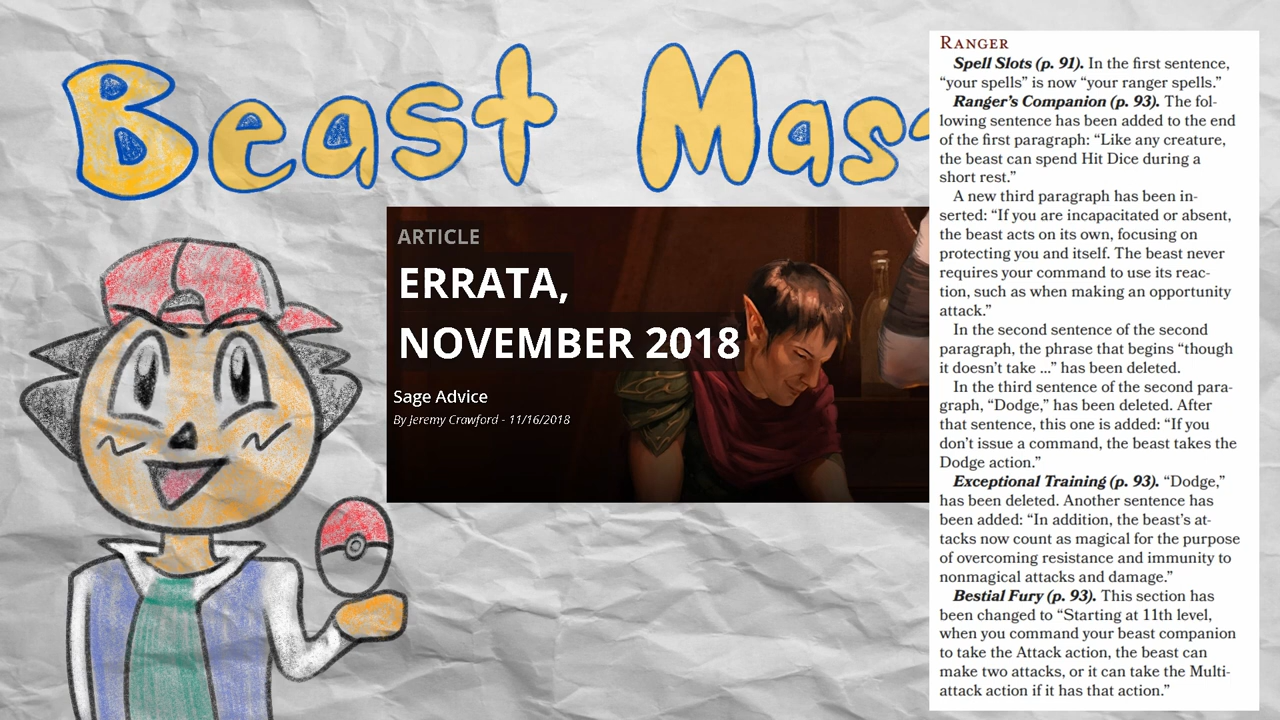 Beast Mas
ARTICLE
ERRATA,
NOVEMBER 2018
Sage Advice
By Jeremy Crawford - 11/16/2018
RANGER
Spell Slots (p. 91). In the first sentence,
“your spells” is now “your ranger spells.”
Ranger’s Companion (p. 93). The fol-
lowing sentence has been added to the end
of the first paragraph: “Like any creature,
the beast can spend Hit Dice during a
short rest.”
A new third paragraph has been in-
serted: “If you are incapacitated or absent,
the beast acts on its own, focusing on
protecting you and itself. The beast never
requires your command to use its reac-
tion, such as when making an opportunity
attack.”
In the second sentence of the second
paragraph, the phrase that begins “though
it doesn’t take ...” has been deleted.
In the third sentence of the second para-
graph, “Dodge,” has been deleted. After
that sentence, this one is added: “If you
don’t issue a command, the beast takes the
Dodge action.”
Exceptional Training (p. 93). “Dodge,”
has been deleted. Another sentence has
been added: “In addition, the beast’s at-
tacks now count as magical for the purpose
of overcoming resistance and immunity to
nonmagical attacks and damage.”
Bestial Fury (p. 93). This section has
been changed to “Starting at 11th level,
when you command your beast companion
to take the Attack action, the beast can
make two attacks, or it can take the Multi-
attack action if it has that action.”